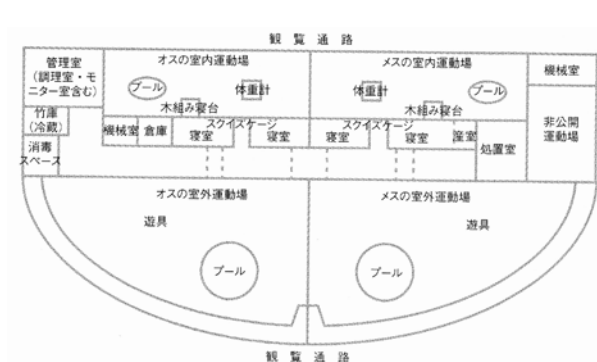 観覧通路
管理室
(調理室・モ
ニター室含む)
オスの室内運動場
メスの室内運動場
機械室
プール
体重計
体重計
プール
木組み寝台
木組み寝台
竹庫
(冷蔵)
機械室
倉庫
スクイズケージ
寝室
寝室
スクイズケージ
寝室
寝室
産室
処置室
非公開
運動場
消毒
スペース
オスの室外運動場
メスの室外運動場
遊具
遊具
プール
プール
観覧通路